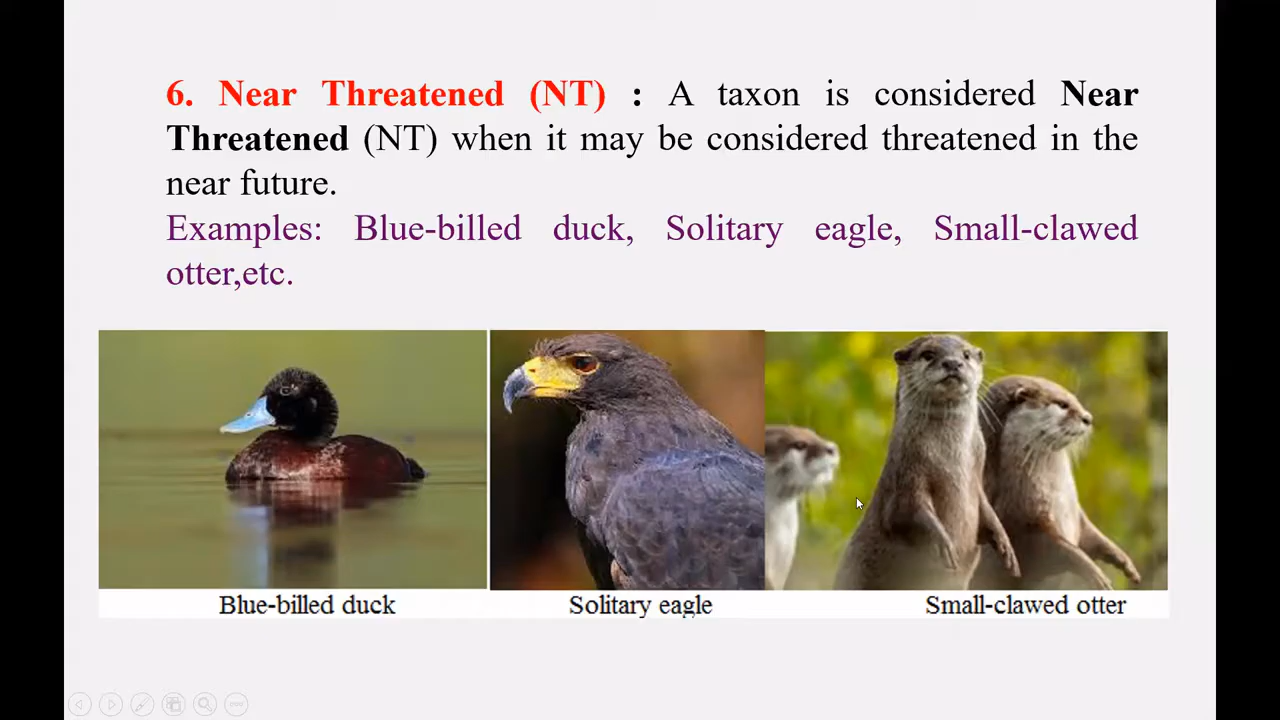 6. Near Threatened (NT) : A taxon is considered Near
Threatened (NT) when it may be considered threatened in the
near future.
Examples: Blue-billed duck, Solitary eagle, Small-clawed
otter,etc.
Blue-billed duck
Solitary eagle
Small-clawed otter